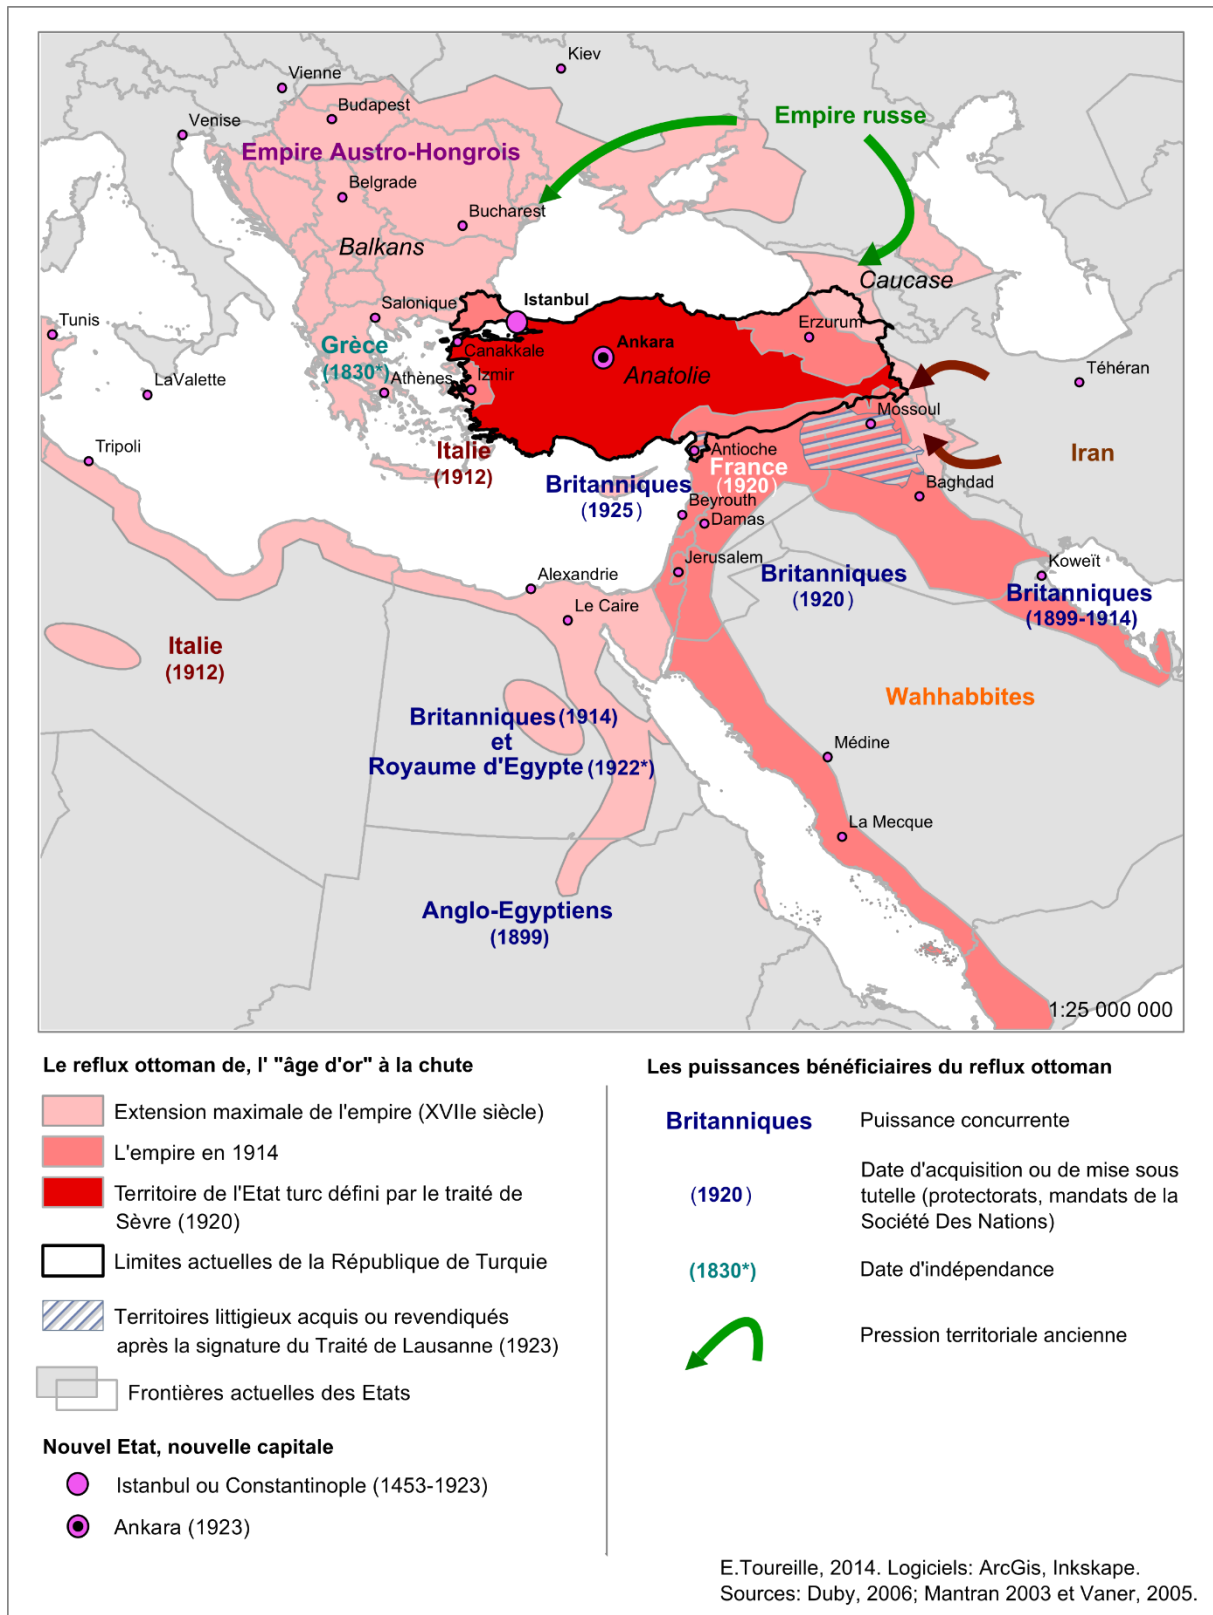 Kiev
Vienne
Budapest
Venise
Empire russe
Empire Austro-Hongrois
Belgrade
Bucharest
Balkans
Caucase
Salonique
Istanbul
Tunis
Erzurum
Grèce
(1830*)
Canakkale
Ankara
Anatolie
Izmir
Athènes
LaValette
Téhéran
Mossoul
Tripoli
Italie
(1912)
Antioche
France
(1920)
Iran
Britanniques
(1925)
Baghdad
Beyrouth
Damas
Jerusalem
Alexandrie
Le Caire
Britanniques
(1920)
Koweït
Britanniques
(1899-1914)
Italie
(1912)
Wahhabbites
Britanniques (1914)
et
Royaume d'Egypte (1922*)
Médine
La Mecque
Anglo-Egyptiens
(1899)
1:25 000 000
Le reflux ottoman de, l' "âge d'or" à la chute
Extension maximale de l'empire (XVIIe siècle)
L'empire en 1914
Territoire de l'Etat turc défini par le traité de
Sèvre (1920)
Limites actuelles de la République de Turquie
Territoires littigieux acquis ou revendiqués
après la signature du Traité de Lausanne (1923)
Frontières actuelles des Etats
Nouvel Etat, nouvelle capitale
Istanbul ou Constantinople (1453-1923)
Ankara (1923)
Les puissances bénéficiaires du reflux ottoman
Britanniques
Puissance concurrente
(1920)
Date d'acquisition ou de mise sous
tutelle (protectorats, mandats de la
Société Des Nations)
(1830*)
Date d'indépendance
Pression territoriale ancienne
E.Toureille, 2014. Logiciels: ArcGis, Inkskape.
Sources: Duby, 2006; Mantran 2003 et Vaner, 2005.